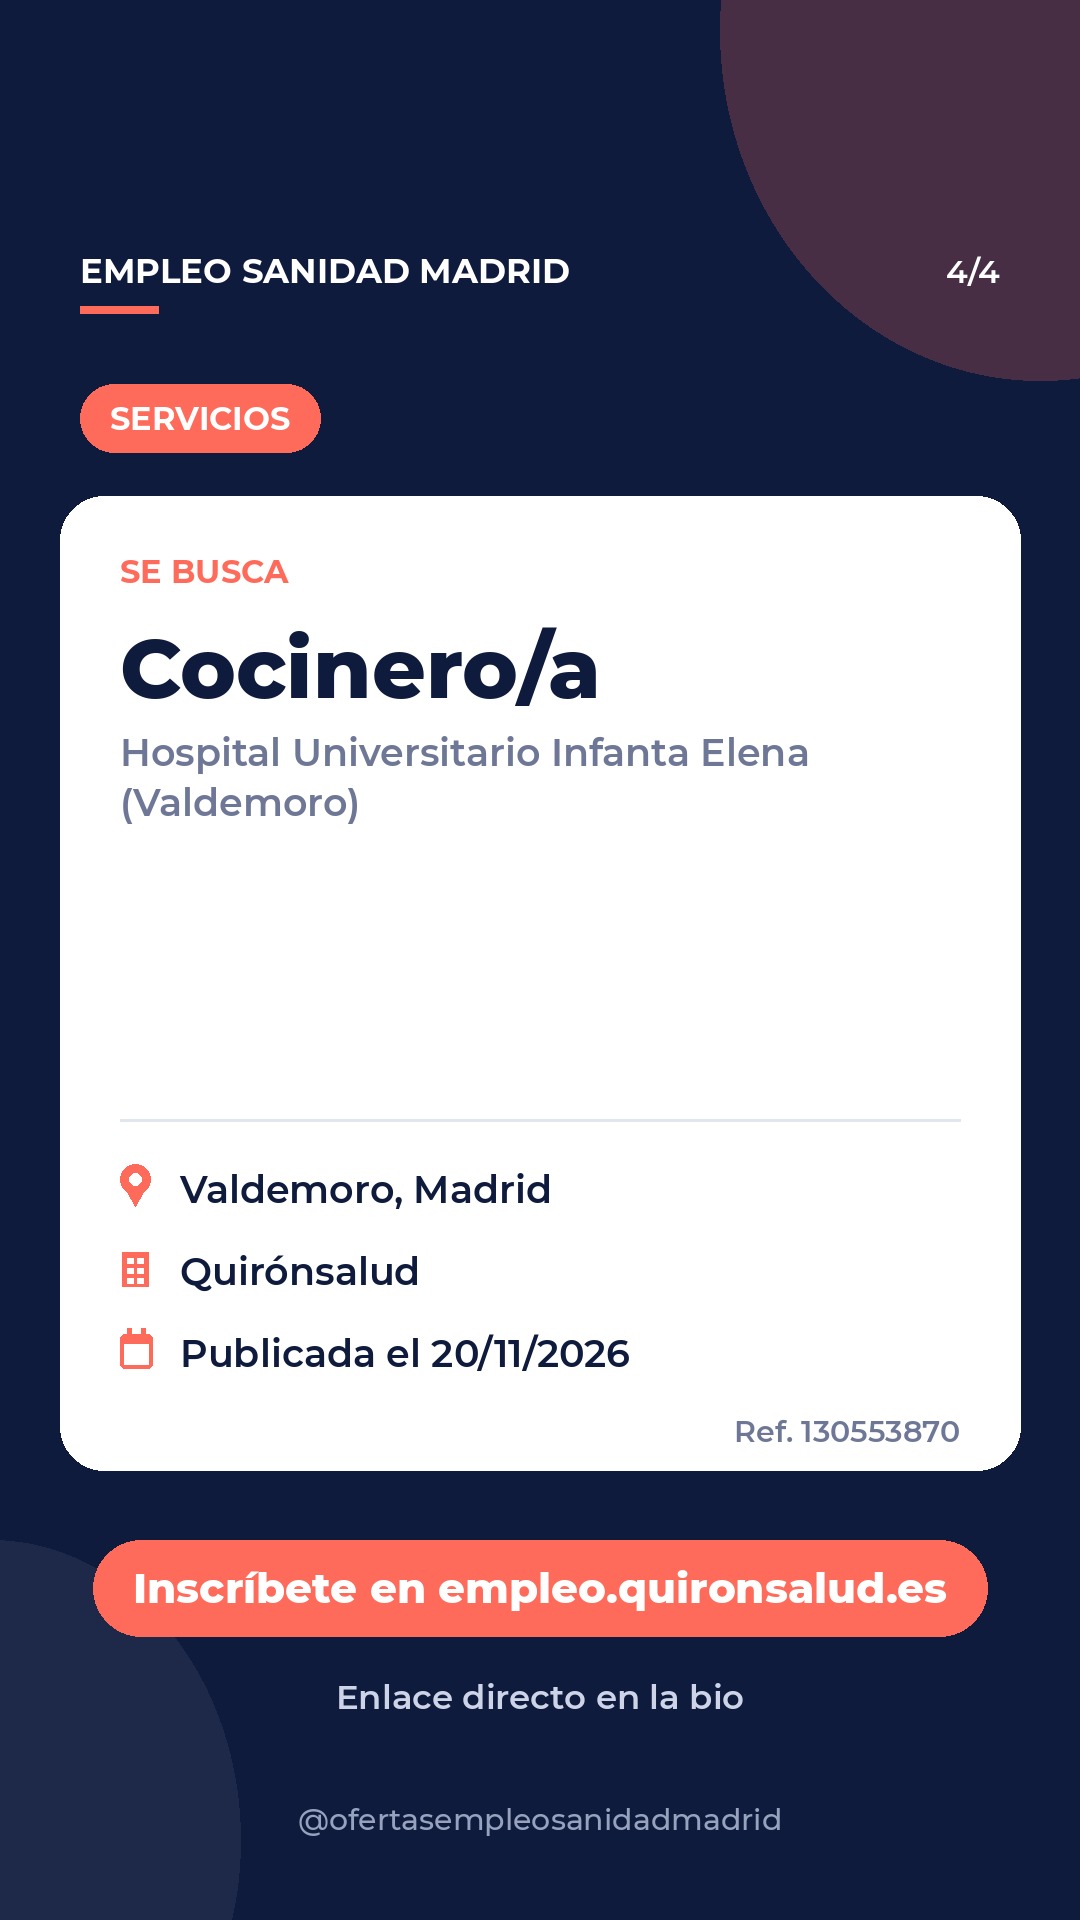 EMPLEO SANIDAD MADRID
4/4
SERVICIOS
SE BUSCA
Cocinero/a
Hospital Universitario Infanta Elena
(Valdemoro)
Valdemoro, Madrid
Quirónsalud
Publicada el 20/11/2026
Ref. 130553870
Inscríbete en empleo.quironsalud.es
Enlace directo en la bio
@ofertasempleosanidadmadrid